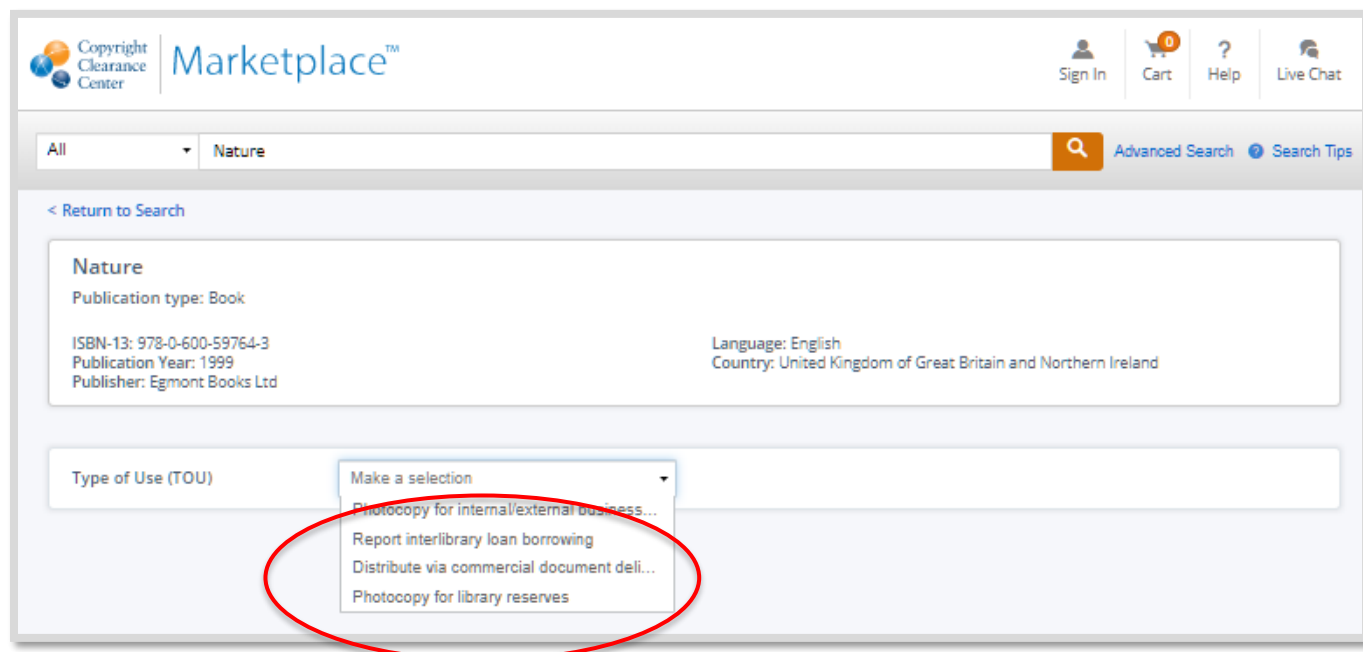 Copyright
Clearance
Center
Marketplace™
Sign In
0
Cart
?
Help
Live Chat
All
Nature
Advanced Search
? Search Tips
< Return to Search
Nature
Publication type: Book
ISBN-13: 978-0-600-59764-3
Publication Year: 1999
Publisher: Egmont Books Ltd
Language: English
Country: United Kingdom of Great Britain and Northern Ireland
Type of Use (TOU)
Make a selection
Photocopy for internal/external business...
Report interlibrary loan borrowing
Distribute via commercial document deli...
Photocopy for library reserves